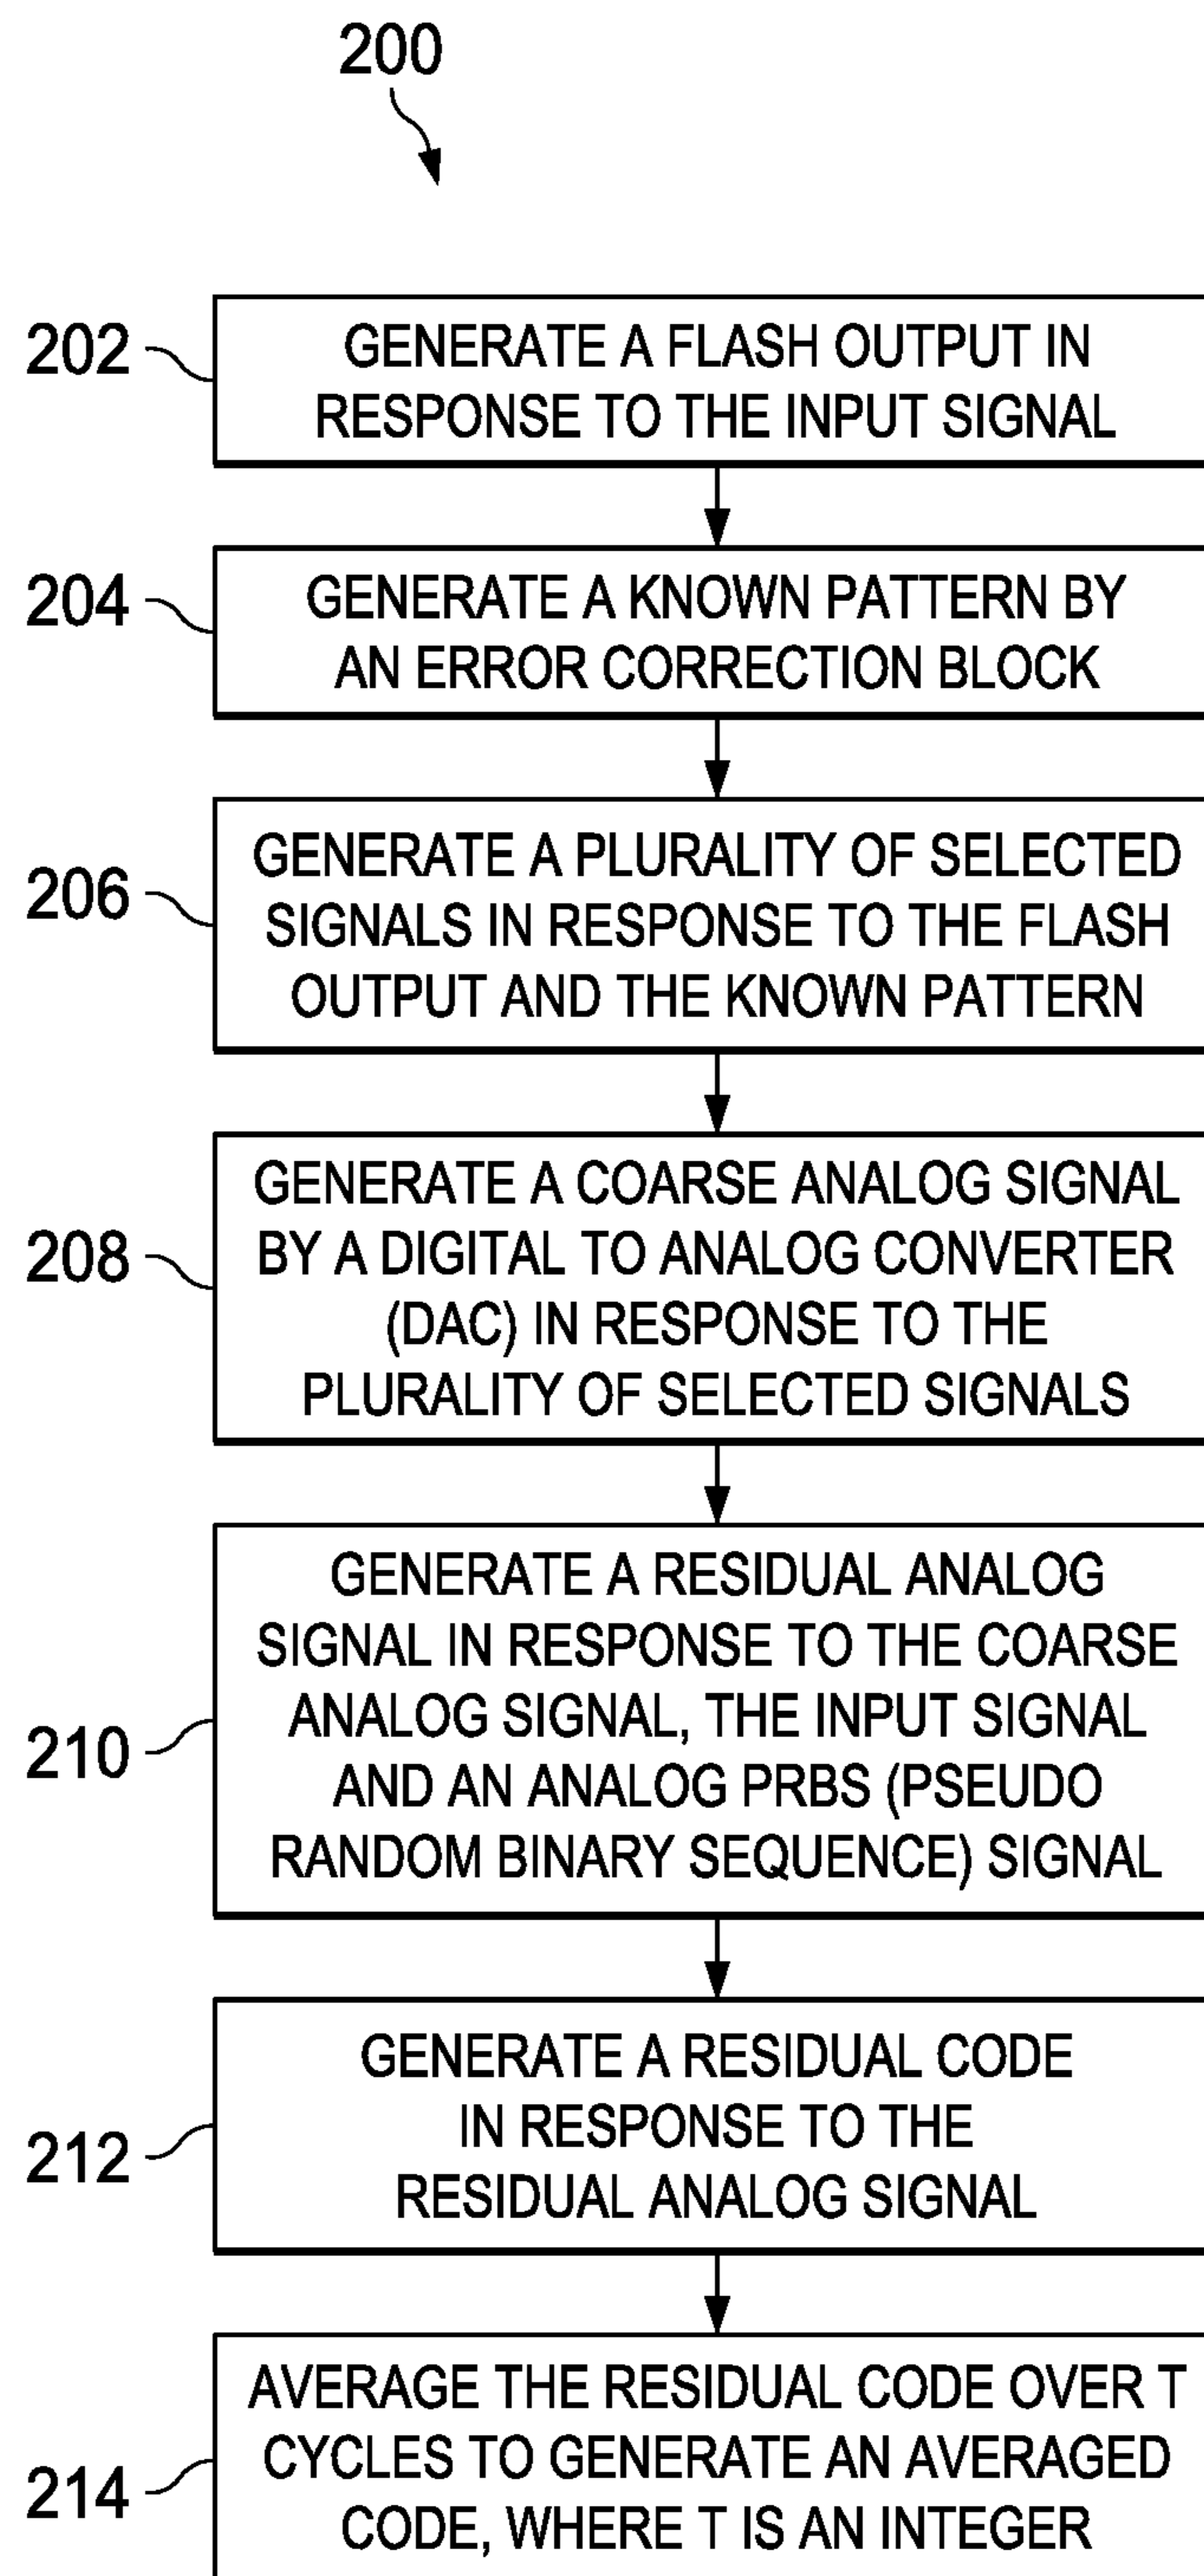 200
202
GENERATE A FLASH OUTPUT IN
RESPONSE TO THE INPUT SIGNAL
204
GENERATE A KNOWN PATTERN BY
AN ERROR CORRECTION BLOCK
206
GENERATE A PLURALITY OF SELECTED
SIGNALS IN RESPONSE TO THE FLASH
OUTPUT AND THE KNOWN PATTERN
208
GENERATE A COARSE ANALOG SIGNAL
BY A DIGITAL TO ANALOG CONVERTER
(DAC) IN RESPONSE TO THE
PLURALITY OF SELECTED SIGNALS
210
GENERATE A RESIDUAL ANALOG
SIGNAL IN RESPONSE TO THE COARSE
ANALOG SIGNAL, THE INPUT SIGNAL
AND AN ANALOG PRBS (PSEUDO
RANDOM BINARY SEQUENCE) SIGNAL
212
GENERATE A RESIDUAL CODE
IN RESPONSE TO THE
RESIDUAL ANALOG SIGNAL
214
AVERAGE THE RESIDUAL CODE OVER T
CYCLES TO GENERATE AN AVERAGED
CODE, WHERE T IS AN INTEGER